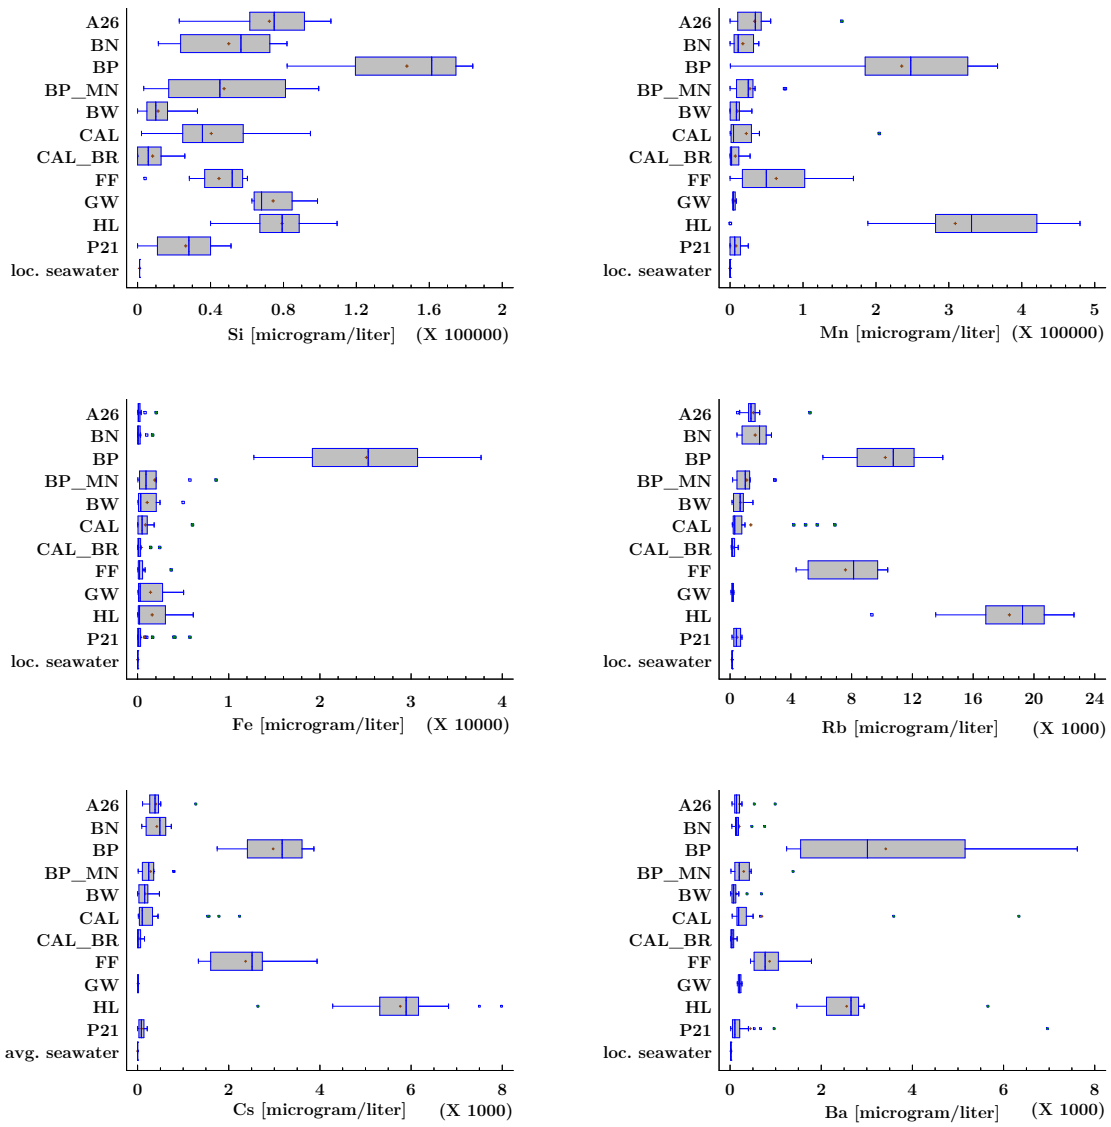 A26
BN
BP
BP_MN
BW
CAL
CAL_BR
FF
GW
HL
P21
loc. seawater
0 0.4 0.8 1.2 1.6 2
Si [microgram/liter] (X 100000)
A26
BN
BP
BP_MN
BW
CAL
CAL_BR
FF
GW
HL
P21
loc. seawater
0 1 2 3 4 5
Mn [microgram/liter] (X 100000)
A26
BN
BP
BP_MN
BW
CAL
CAL_BR
FF
GW
HL
P21
loc. seawater
0 1 2 3 4
Fe [microgram/liter] (X 10000)
A26
BN
BP
BP_MN
BW
CAL
CAL_BR
FF
GW
HL
P21
loc. seawater
0 4 8 12 16 20 24
Rb [microgram/liter] (X 1000)
A26
BN
BP
BP_MN
BW
CAL
CAL_BR
FF
GW
HL
P21
avg. seawater
0 2 4 6 8
Cs [microgram/liter] (X 1000)
A26
BN
BP
BP_MN
BW
CAL
CAL_BR
FF
GW
HL
P21
loc. seawater
0 2 4 6 8
Ba [microgram/liter] (X 1000)